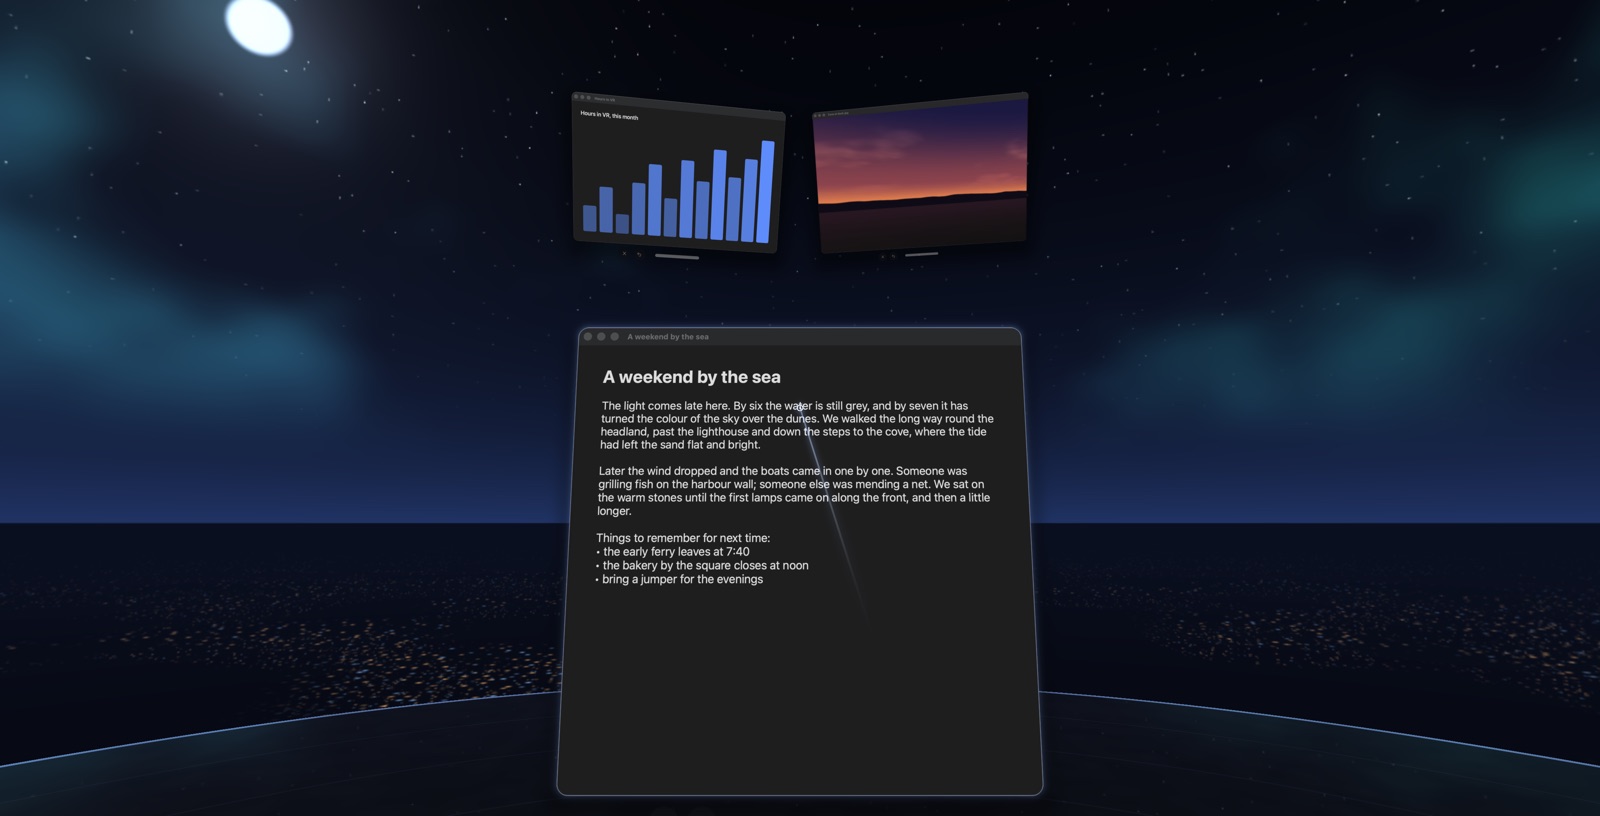 Hours in VR
Hours in VR, this month
A weekend by the sea
A weekend by the sea
The light comes late here. By six the water is still grey, and by seven it has
turned the colour of the sky over the dunes. We walked the long way round the
headland, past the lighthouse and down the steps to the cove, where the tide
had left the sand flat and bright.
Later the wind dropped and the boats came in one by one. Someone was
grilling fish on the harbour wall; someone else was mending a net. We sat on
the warm stones until the first lamps came on along the front, and then a little
longer.
Things to remember for next time:
• the early ferry leaves at 7:40
• the bakery by the square closes at noon
• bring a jumper for the evenings